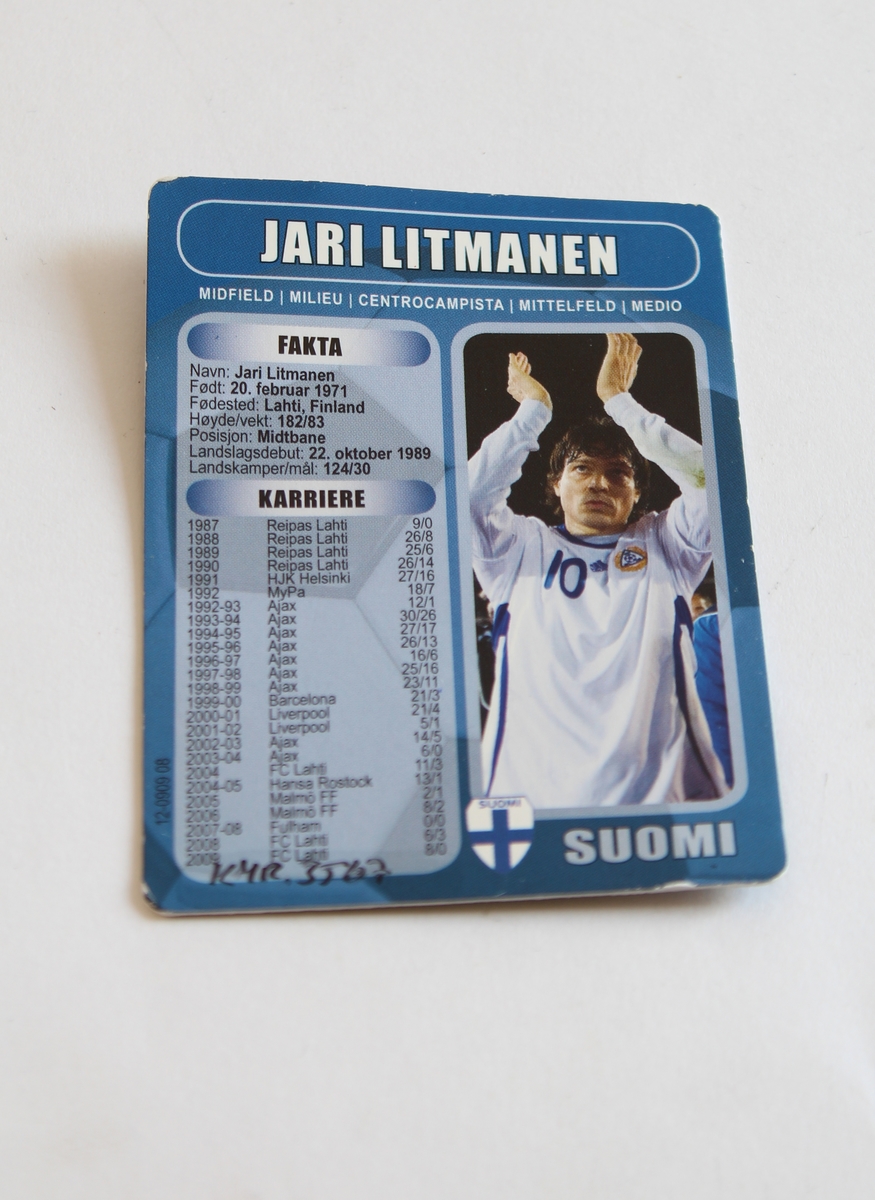 JARI LITMANEN
MIDFIELD | MILIEU | CENTROCAMPISTA | MITTELFELD | MEDIO
FAKTA
Navn: Jari Litmanen
Født: 20. februar 1971
Fødested: Lahti, Finland
Høyde/vekt: 182/83
Posisjon: Midtbane
Landslagsdebut: 22. oktober 1989
Landskamper/mål: 124/30
KARRIERE
1987 Reipas Lahti 9/0
1988 Reipas Lahti 26/8
1989 Reipas Lahti 25/6
1990 Reipas Lahti 26/14
1991 HJK Helsinki 27/16
1992 MyPa 18/7
1992-93 Ajax 12/1
1993-94 Ajax 30/26
1994-95 Ajax 27/17
1995-96 Ajax 26/13
1996-97 Ajax 16/6
1997-98 Ajax 25/16
1998-99 Ajax 23/11
1999-00 Barcelona 21/3
2000-01 Liverpool 21/4
2001-02 Liverpool 5/1
2002-03 Ajax 14/5
2003-04 Ajax 6/0
2004 FC Lahti 11/3
2004-05 Hansa Rostock 13/1
2005 Malmö FF 2/1
2006 Malmö FF 8/2
2007-08 Fulham 0/0
2008 FC Lahti 6/3
2009 FC Lahti 8/0
12-0909 08
10
SUOMI
SUOMI